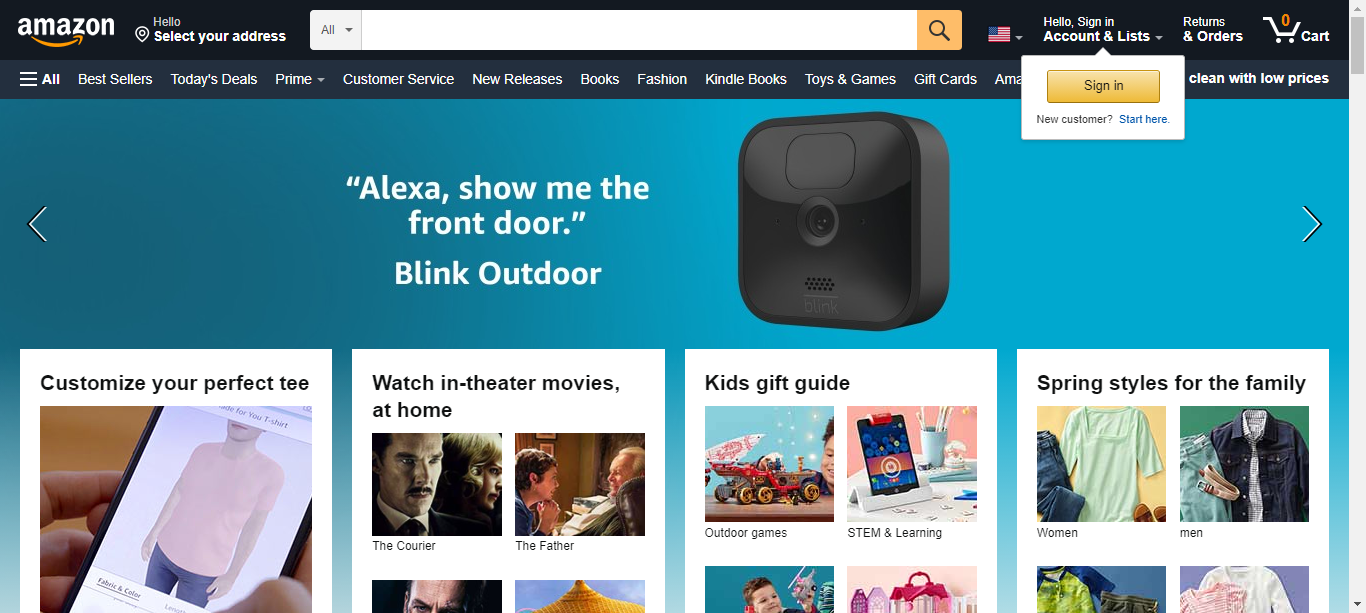 amazon
Hello
Select your address
All
Hello, Sign in
Account & Lists
Returns
& Orders
0
Cart
All
Best Sellers
Today's Deals
Prime
Customer Service
New Releases
Books
Fashion
Kindle Books
Toys & Games
Gift Cards
Ama
clean with low prices
Sign in
New customer? Start here.
“Alexa, show me the
front door.”
Blink Outdoor
blink
Customize your perfect tee
Watch in-theater movies,
at home
Kids gift guide
Spring styles for the family
ade for You T-shirt
Fabric & Color
Length
The Courier
The Father
Outdoor games
STEM & Learning
Women
men